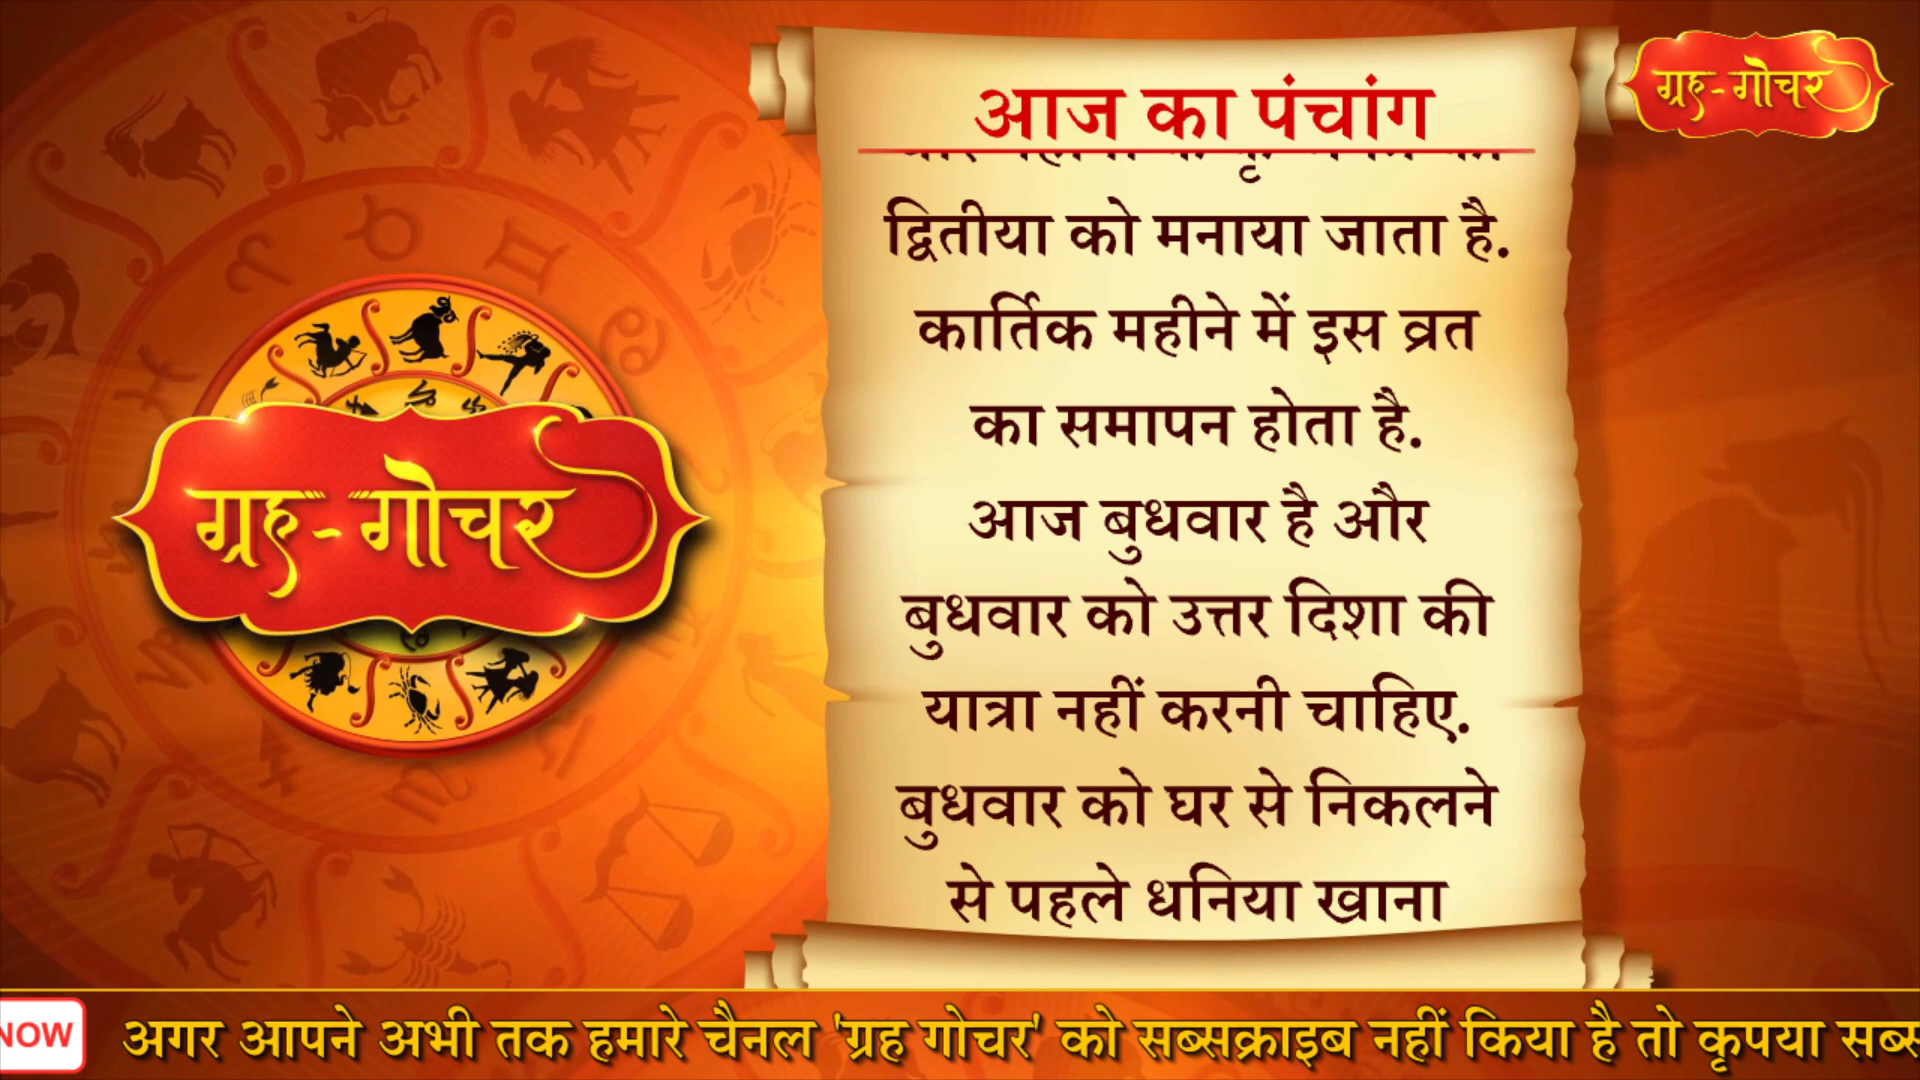 आज का पंचांग
ग्रह-गोचर
द्वितीया को मनाया जाता है.
कार्तिक महीने में इस व्रत
का समापन होता है.
आज बुधवार है और
बुधवार को उत्तर दिशा की
यात्रा नहीं करनी चाहिए.
बुधवार को घर से निकलने
से पहले धनिया खाना
ग्रह-गोचर
NOW
अगर आपने अभी तक हमारे चैनल 'ग्रह गोचर' को सब्सक्राइब नहीं किया है तो कृपया